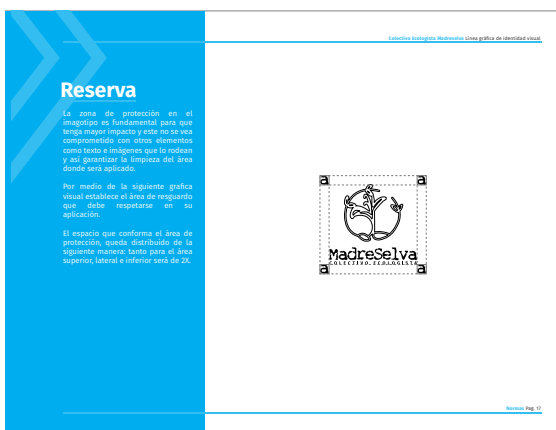 Colectivo Ecologista Madreselva Línea gráfica de identidad visual
Reserva
La zona de protección en el
imagotipo es fundamental para que
tenga mayor impacto y este no se vea
comprometido con otros elementos
como texto e imágenes que lo rodean
y así garantizar la limpieza del área
donde será aplicado.
Por medio de la siguiente grafica
visual establece el área de resguardo
que debe respetarse en su
aplicación.
El espacio que conforma el área de
protección, queda distribuido de la
siguiente manera: tanto para el área
superior, lateral e inferior será de 2X.
a a
MadreSelva
COLECTIVO ECOLOGISTA
a a
Normas Pag. 17